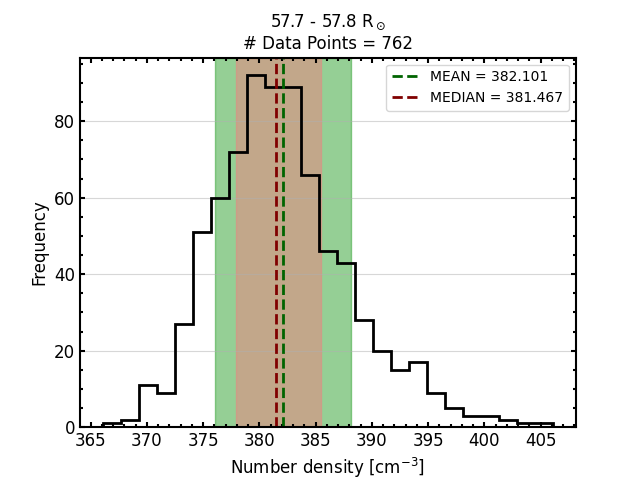 57.7 - 57.8 R⊙
# Data Points = 762
MEAN = 382.101
MEDIAN = 381.467
Frequency
80
60
40
20
0
365 370 375 380 385 390 395 400 405
Number density [cm⁻³]